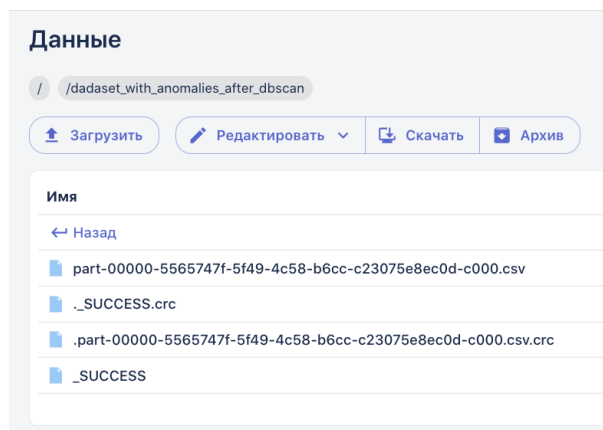 Данные
/ /dadaset_with_anomalies_after_dbscan
Загрузить Редактировать Скачать Архив
Имя
Назад
part-00000-5565747f-5f49-4c58-b6cc-c23075e8ec0d-c000.csv
._SUCCESS.crc
.part-00000-5565747f-5f49-4c58-b6cc-c23075e8ec0d-c000.csv.crc
_SUCCESS